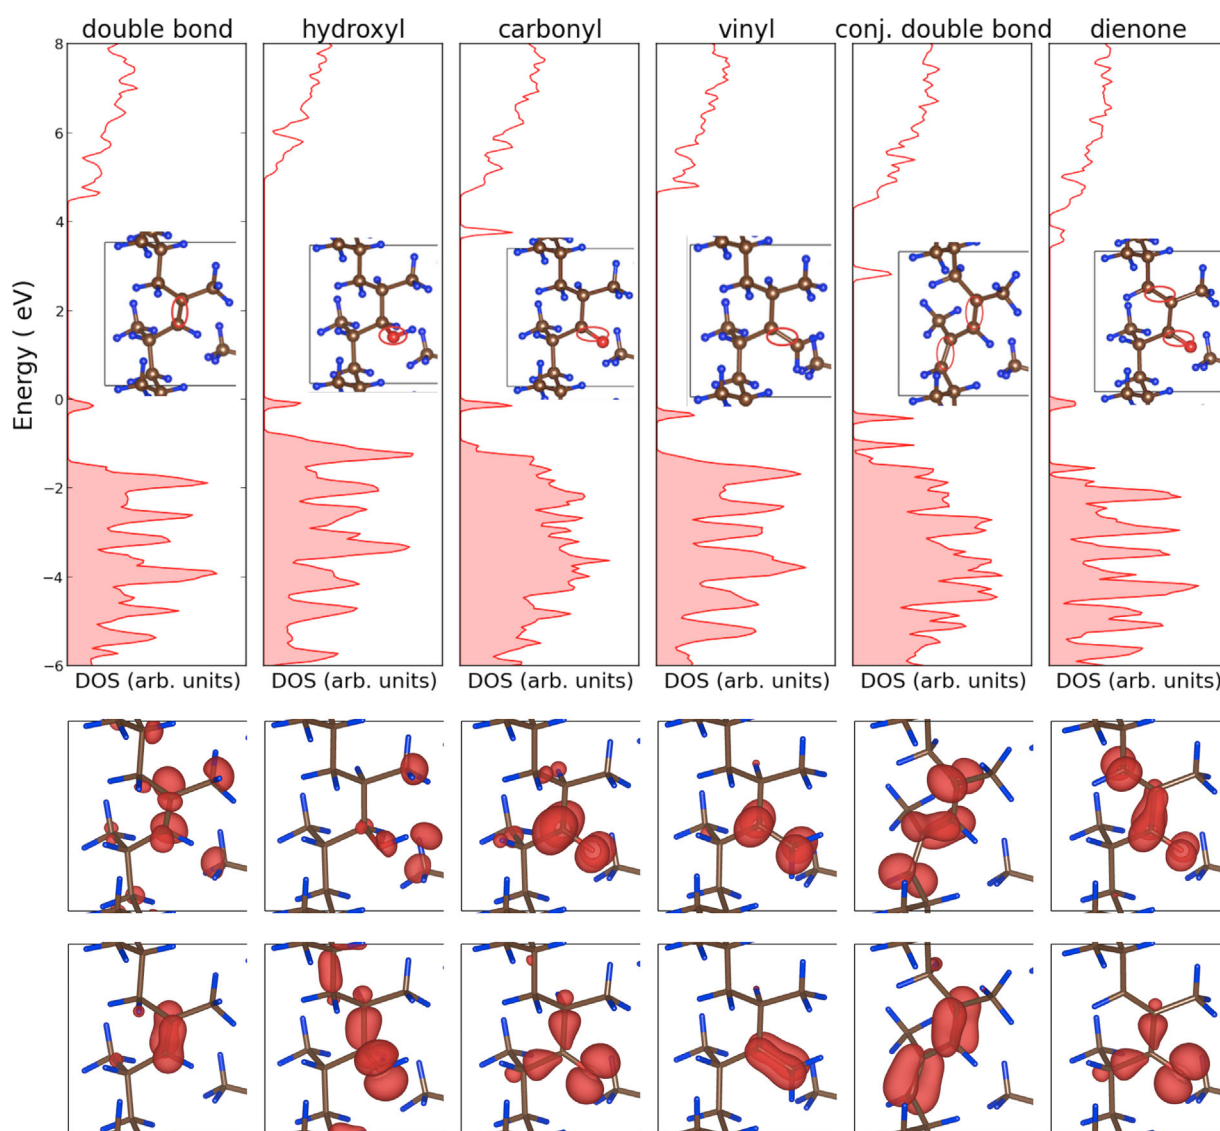 double bond hydroxyl carbonyl vinyl conj. double bond dienone
8
6
4
2
0
−2
−4
−6
Energy ( eV)
DOS (arb. units) DOS (arb. units) DOS (arb. units) DOS (arb. units) DOS (arb. units) DOS (arb. units)